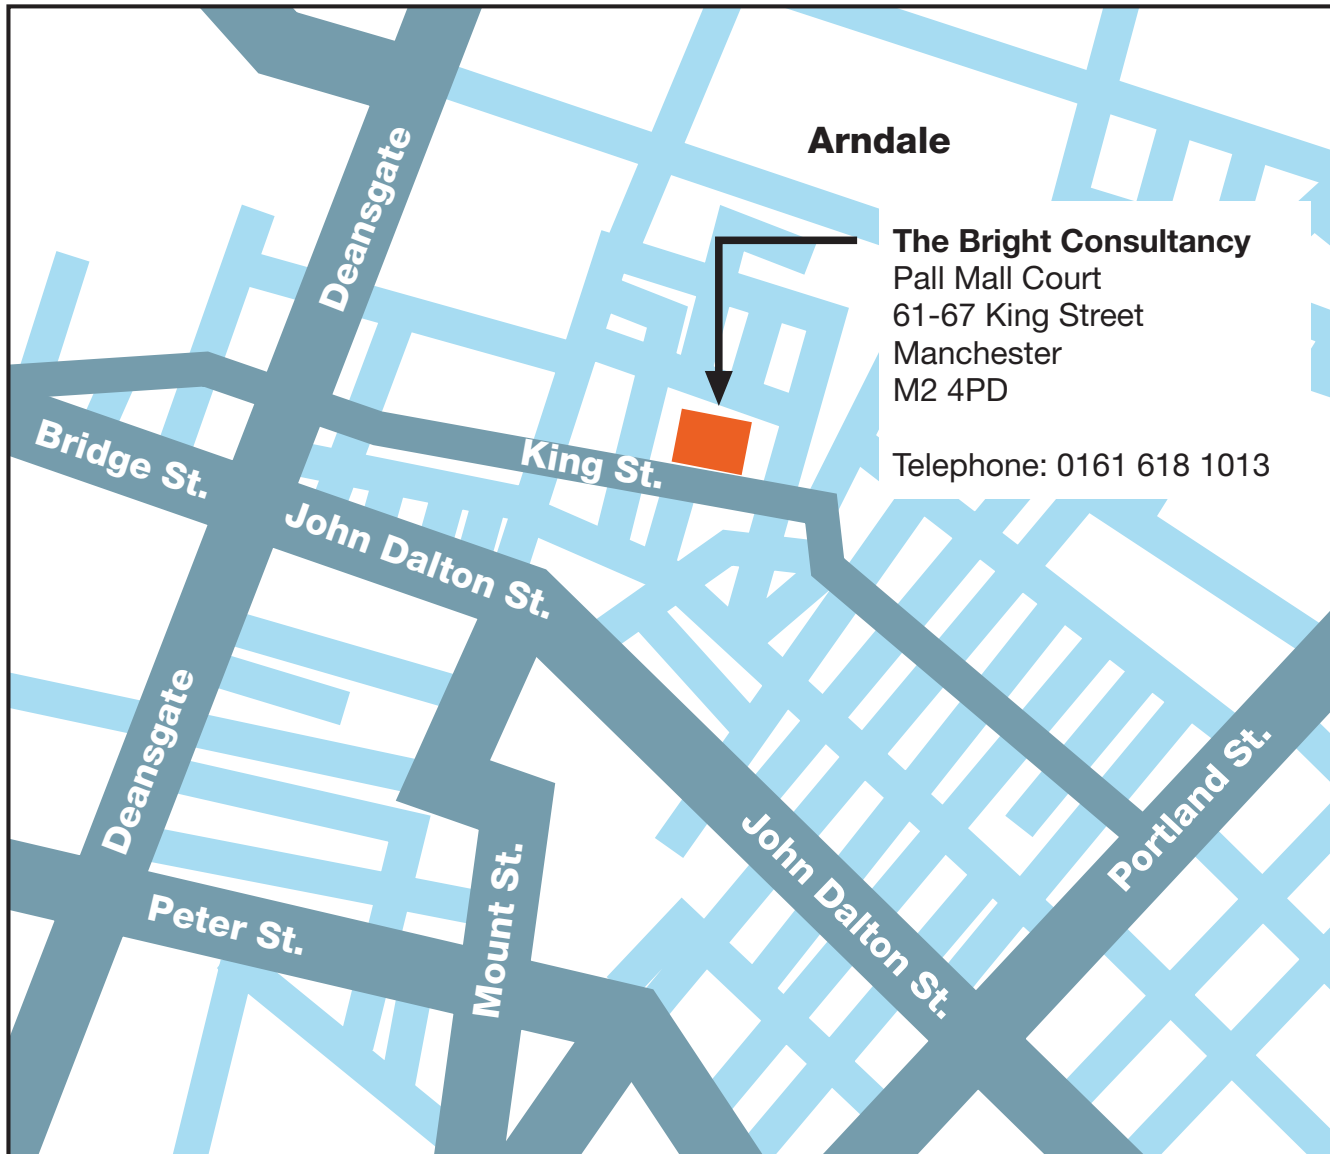 Arndale
Deansgate
The Bright Consultancy
Pall Mall Court
61-67 King Street
Manchester
M2 4PD
Telephone: 0161 618 1013
Bridge St.
King St.
John Dalton St.
Deansgate
Portland St.
John Dalton St.
Mount St.
Peter St.